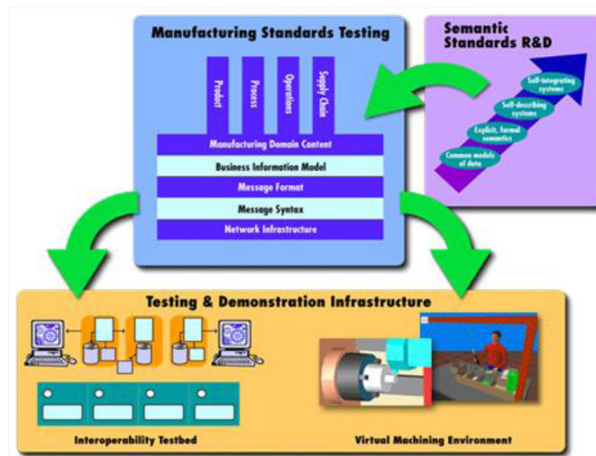 Manufacturing Standards Testing
Product
Process
Operations
Supply Chain
Manufacturing Domain Content
Business Information Model
Message Format
Message Syntax
Network Infrastructure
Semantic
Standards R&D
Self-integrating
systems
Self-describing
systems
Explicit, formal
semantics
Common models
of data
Testing & Demonstration Infrastructure
Interoperability Testbed
Virtual Machining Environment